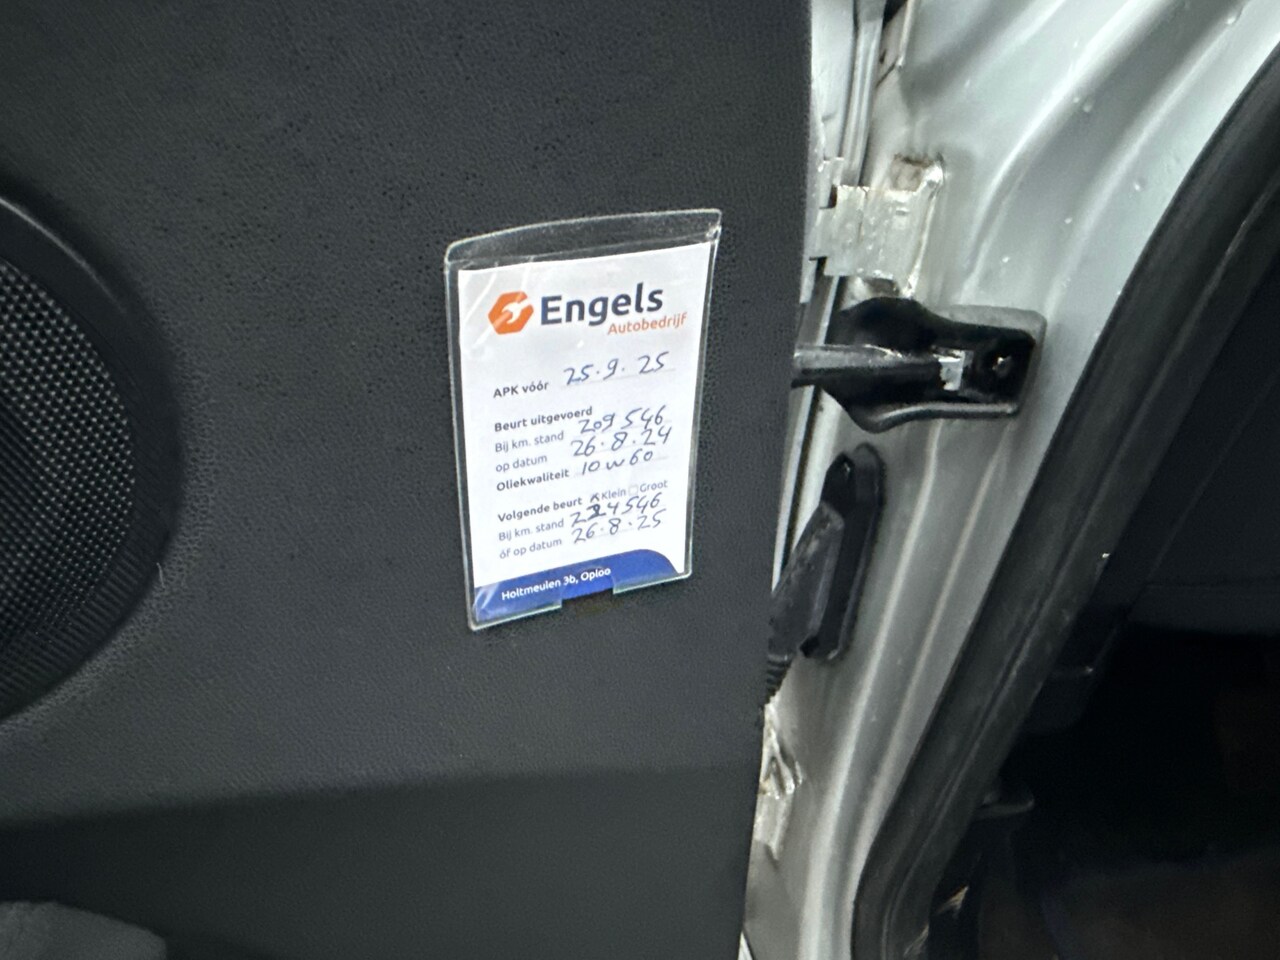 Engels
Autobedrijf
APK vóór 25.9.25
Beurt uitgevoerd
Bij km. stand 209546
op datum 26.8.24
Oliekwaliteit 10w60
Volgende beurt Klein Groot
Bij km. stand 224546
óf op datum 26.8.25
Holtmeulen 3b, Oploo